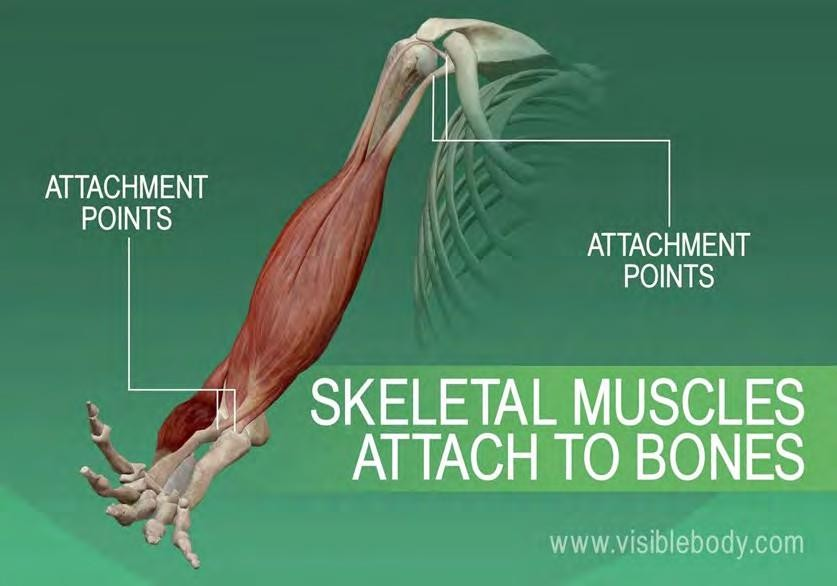 ATTACHMENT
POINTS
ATTACHMENT
POINTS
SKELETAL MUSCLES
ATTACH TO BONES
www.visiblebody.com